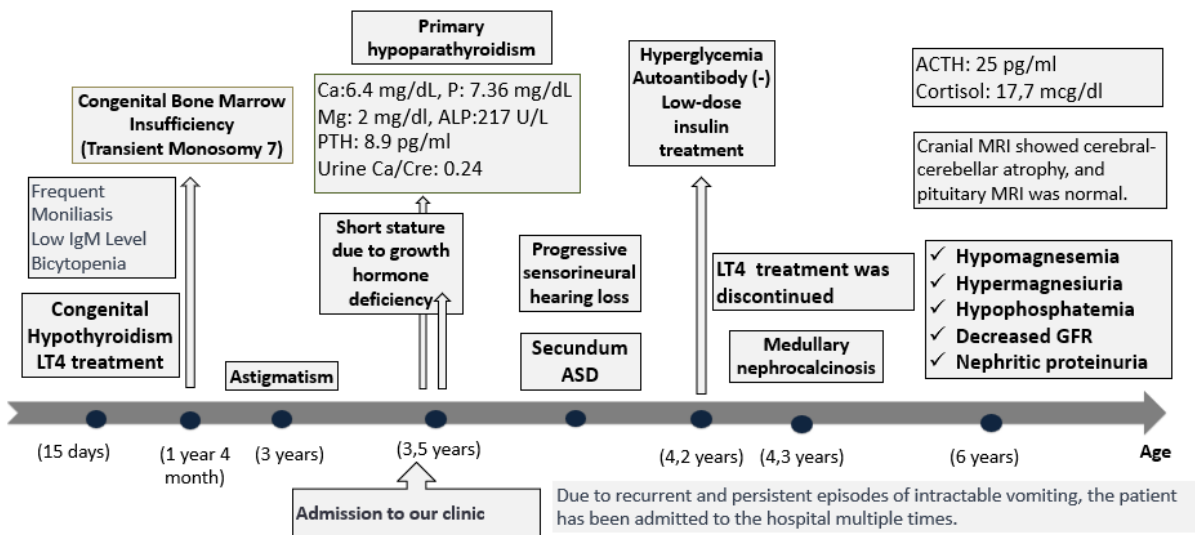 Primary
hypoparathyroidism
Ca:6.4 mg/dL, P: 7.36 mg/dL
Mg: 2 mg/dl, ALP:217 U/L
PTH: 8.9 pg/ml
Urine Ca/Cre: 0.24
Hyperglycemia
Autoantibody (-)
Low-dose
insulin
treatment
ACTH: 25 pg/ml
Cortisol: 17,7 mcg/dl
Congenital Bone Marrow
Insufficiency
(Transient Monosomy 7)
Cranial MRI showed cerebral-
cerebellar atrophy, and
pituitary MRI was normal.
Frequent
Moniliasis
Low IgM Level
Bicytopenia
Short stature
due to growth
hormone
deficiency
Progressive
sensorineural
hearing loss
LT4 treatment was
discontinued
✓ Hypomagnesemia
✓ Hypermagnesiuria
✓ Hypophosphatemia
✓ Decreased GFR
✓ Nephritic proteinuria
Congenital
Hypothyroidism
LT4 treatment
Astigmatism
Secundum
ASD
Medullary
nephrocalcinosis
(15 days)
(1 year 4
month)
(3 years)
(3,5 years)
(4,2 years)
(4,3 years)
(6 years)
Age
Admission to our clinic
Due to recurrent and persistent episodes of intractable vomiting, the patient
has been admitted to the hospital multiple times.